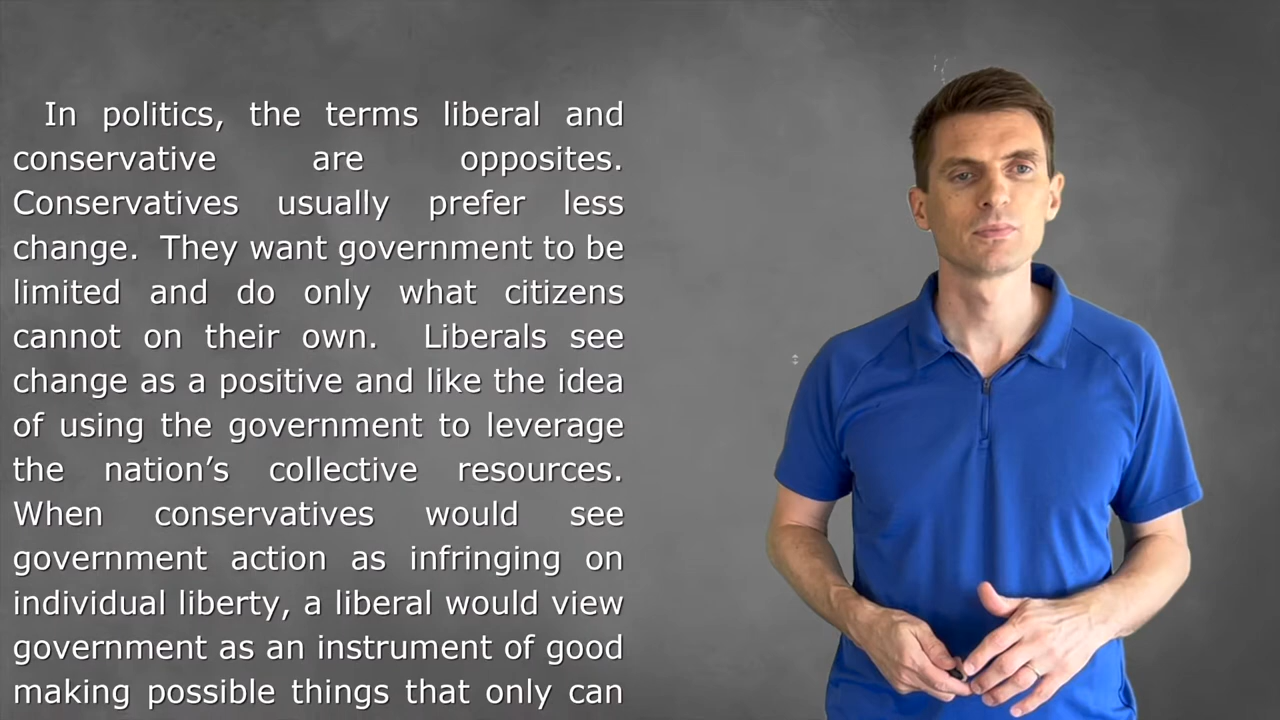 In politics, the terms liberal and
conservative are opposites.
Conservatives usually prefer less
change. They want government to be
limited and do only what citizens
cannot on their own. Liberals see
change as a positive and like the idea
of using the government to leverage
the nation’s collective resources.
When conservatives would see
government action as infringing on
individual liberty, a liberal would view
government as an instrument of good
making possible things that only can